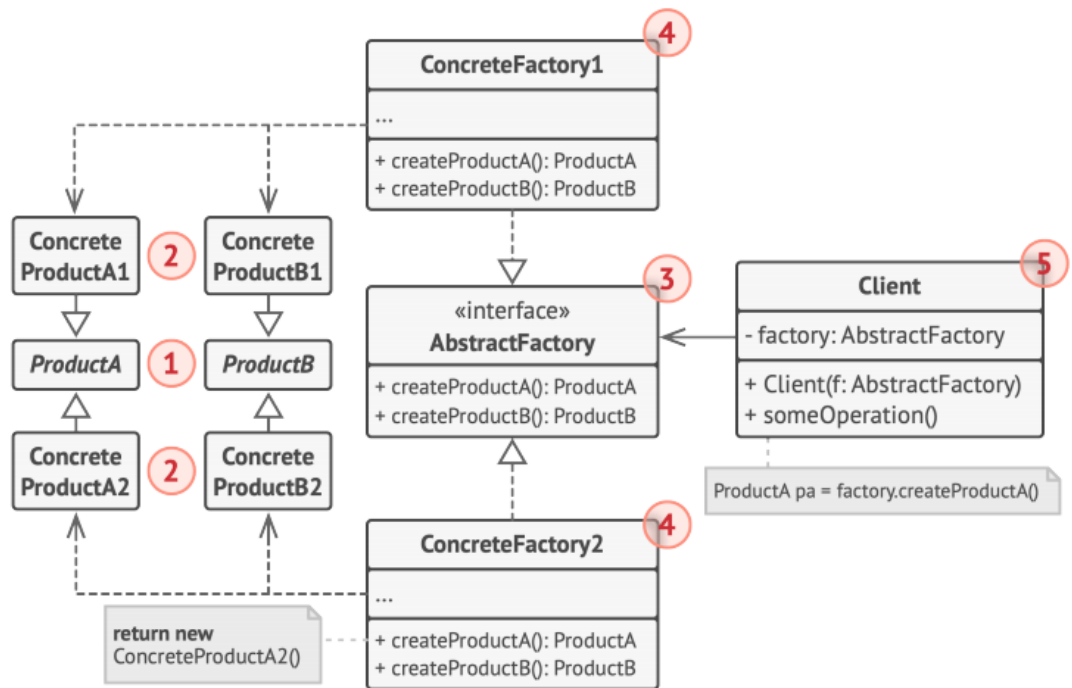 4
ConcreteFactory1
...
+ createProductA(): ProductA
+ createProductB(): ProductB
Concrete
ProductA1
2
Concrete
ProductB1
ProductA
1
ProductB
Concrete
ProductA2
2
Concrete
ProductB2
3
«interface»
AbstractFactory
+ createProductA(): ProductA
+ createProductB(): ProductB
5
Client
- factory: AbstractFactory
+ Client(f: AbstractFactory)
+ someOperation()
ProductA pa = factory.createProductA()
4
ConcreteFactory2
...
+ createProductA(): ProductA
+ createProductB(): ProductB
return new
ConcreteProductA2()